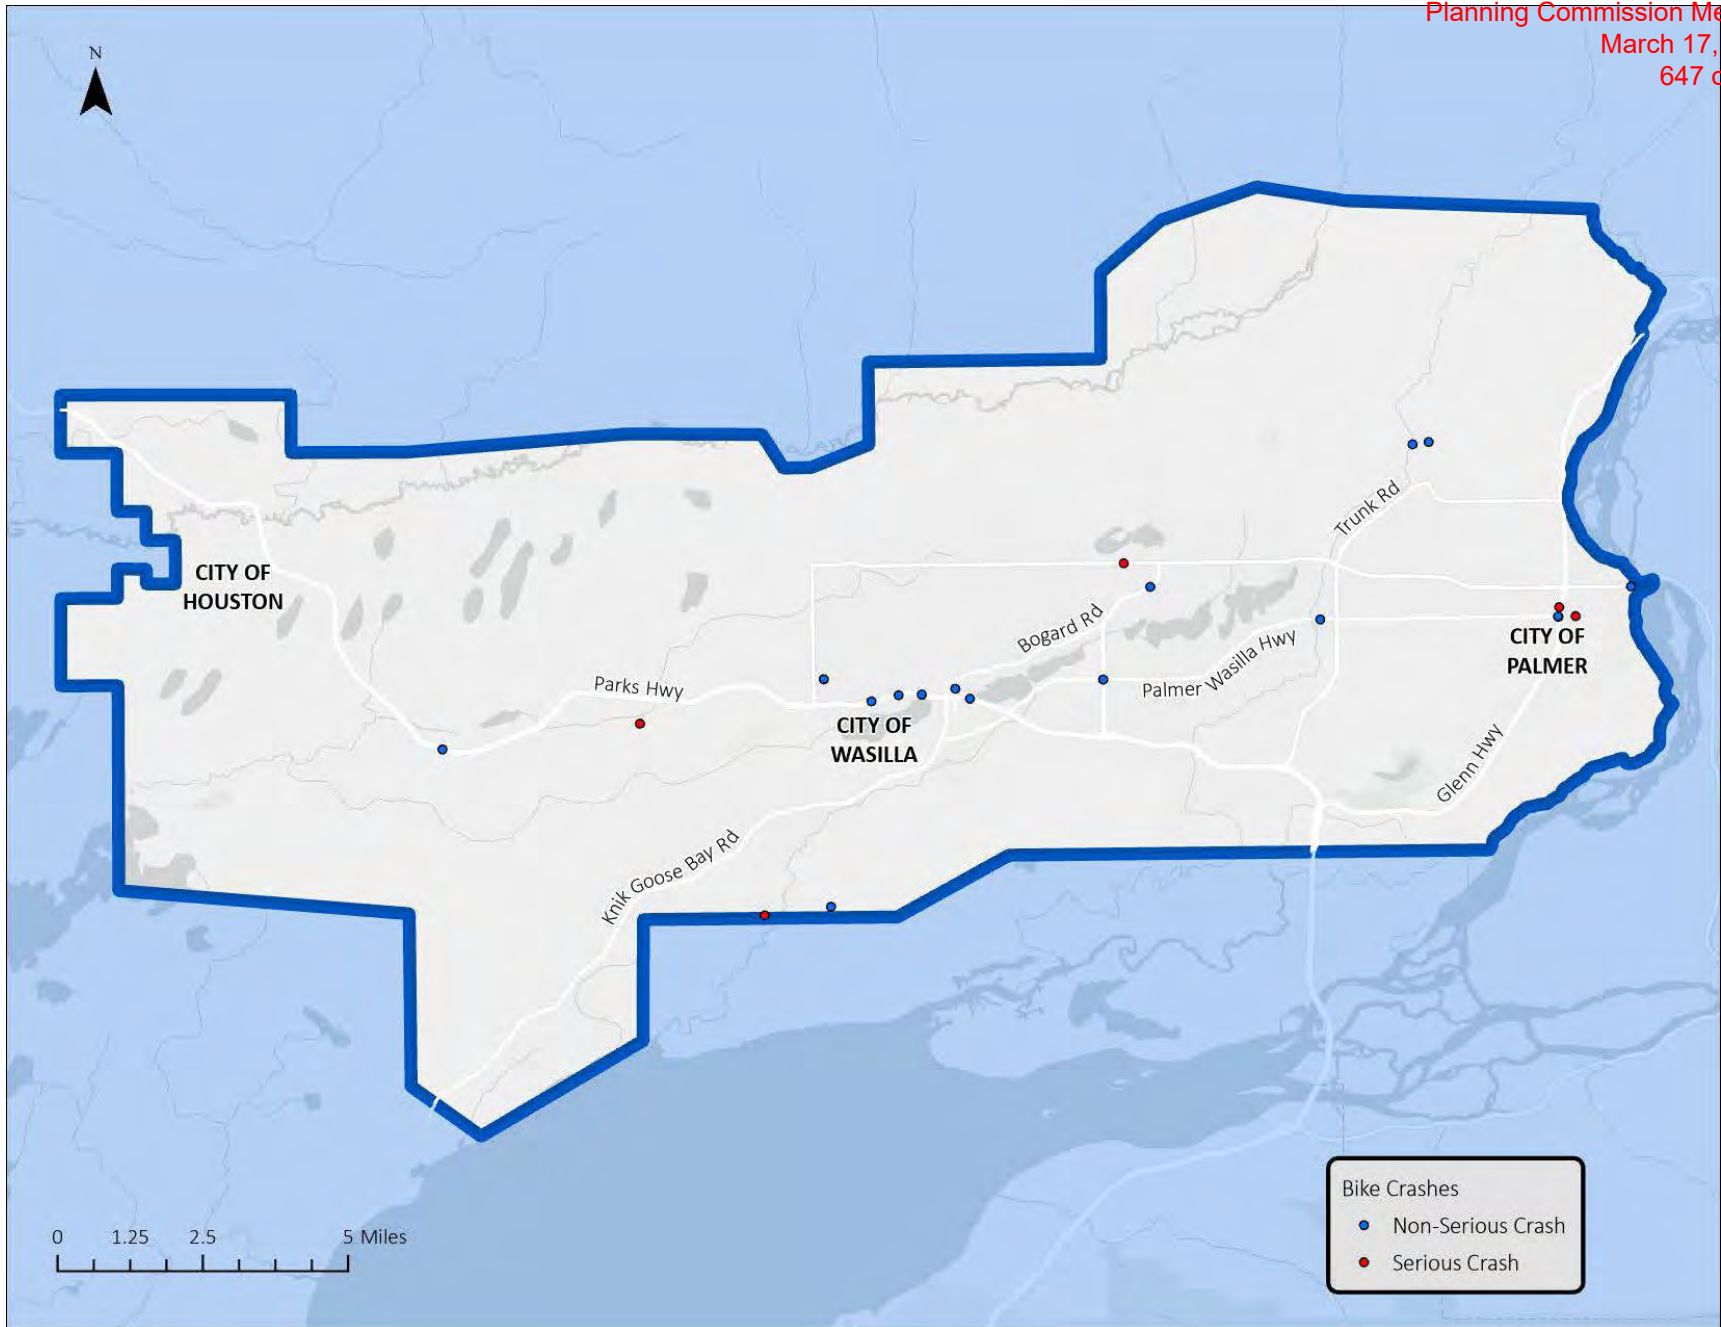 Planning Commission Me
March 17,
647 o
N
CITY OF
HOUSTON
Trunk Rd
Bogard Rd
Palmer Wasilla Hwy
CITY OF
PALMER
Parks Hwy
CITY OF
WASILLA
Glenn Hwy
Knik Goose Bay Rd
Bike Crashes
Non-Serious Crash
Serious Crash
0 1.25 2.5 5 Miles